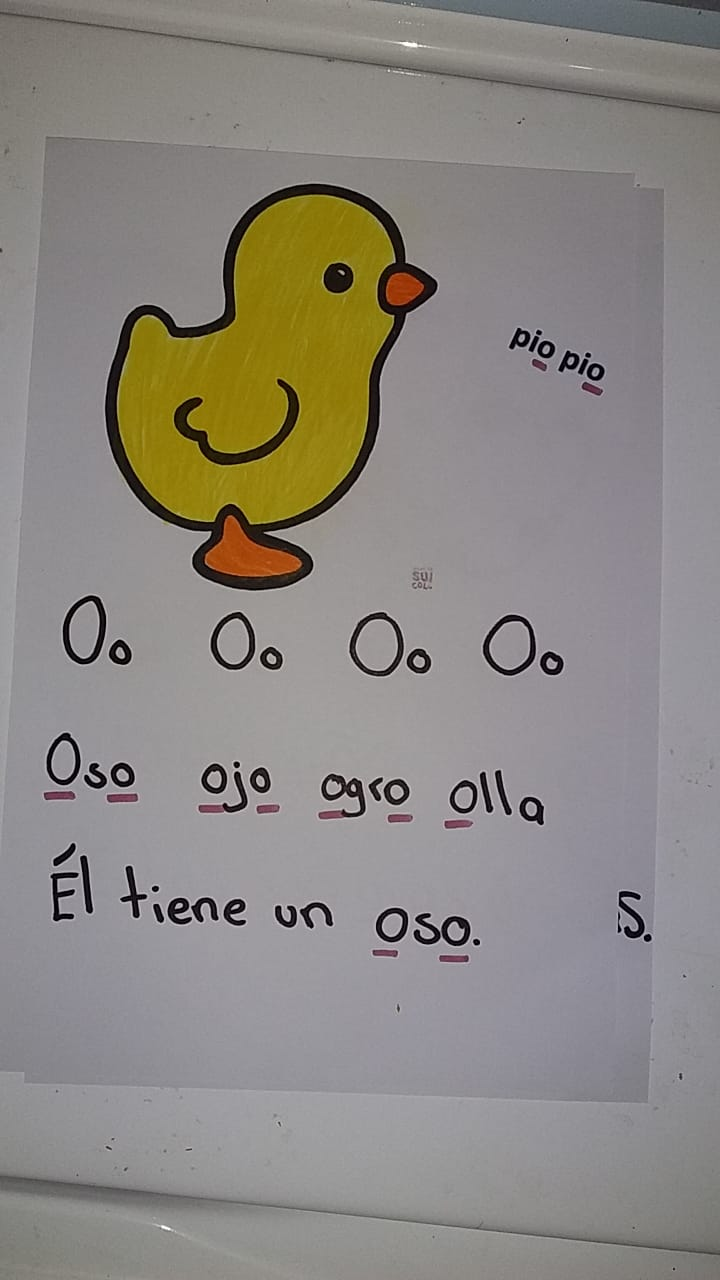 pio pio
Oo Oo Oo Oo
Oso ojo ogro olla
Él tiene un oso.
S.